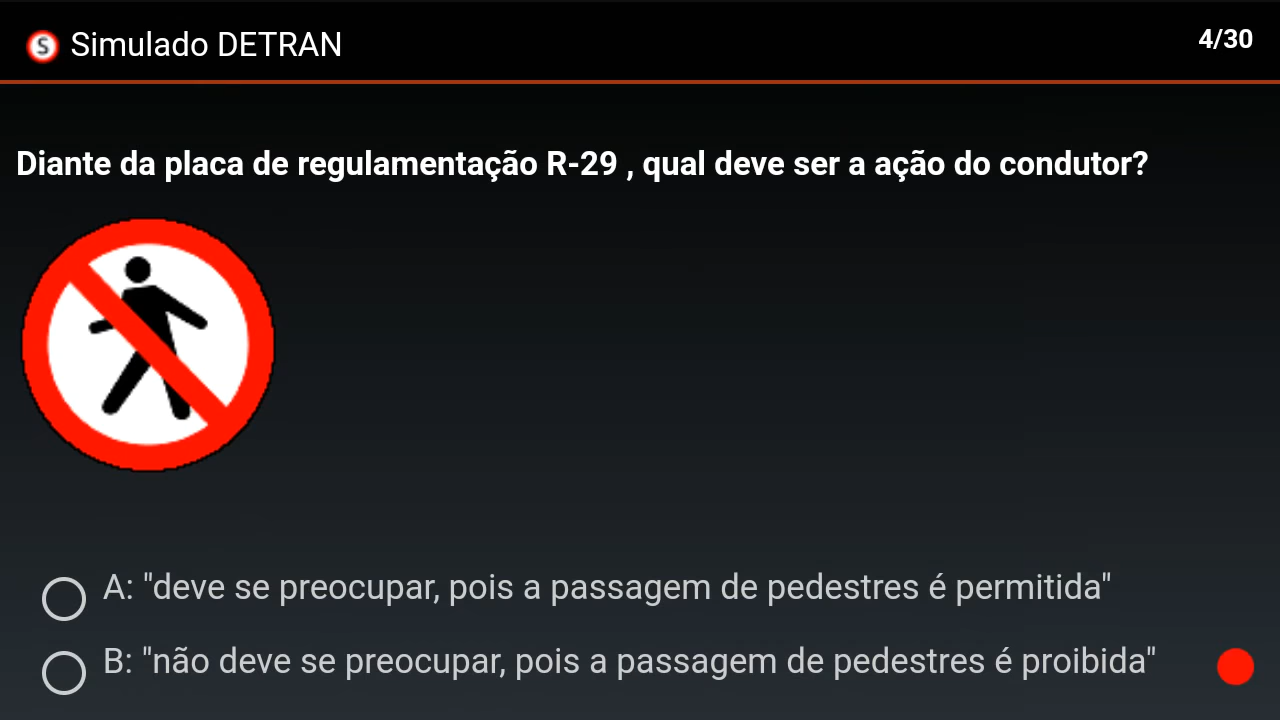 S Simulado DETRAN
4/30
Diante da placa de regulamentação R-29 , qual deve ser a ação do condutor?
A: "deve se preocupar, pois a passagem de pedestres é permitida"
B: "não deve se preocupar, pois a passagem de pedestres é proibida"